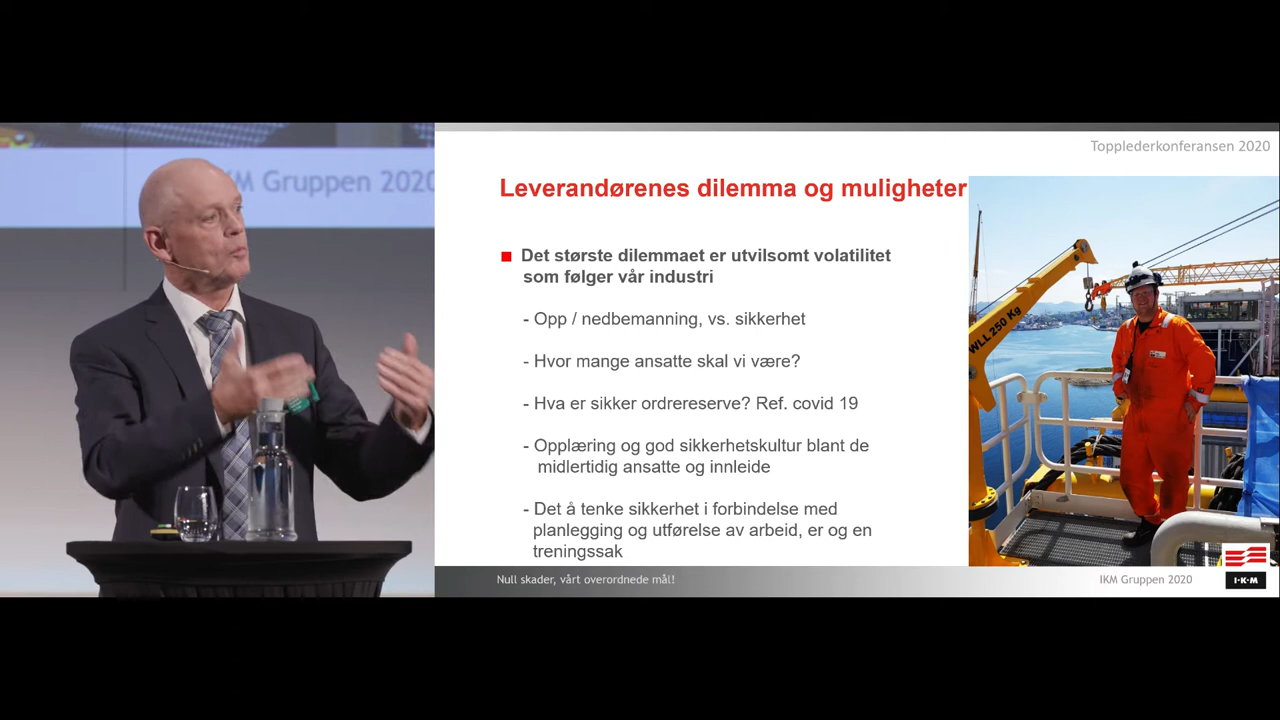 KM Gruppen 2020
Topplederkonferansen 2020
Leverandørenes dilemma og muligheter
Det største dilemmaet er utvilsomt volatilitet
som følger vår industri
- Opp / nedbemanning, vs. sikkerhet
- Hvor mange ansatte skal vi være?
- Hva er sikker ordrereserve? Ref. covid 19
- Opplæring og god sikkerhetskultur blant de
midlertidig ansatte og innleide
- Det å tenke sikkerhet i forbindelse med
planlegging og utførelse av arbeid, er og en
treningssak
WLL 250 Kg
Null skader, vårt overordnede mål!
IKM Gruppen 2020
I·K·M